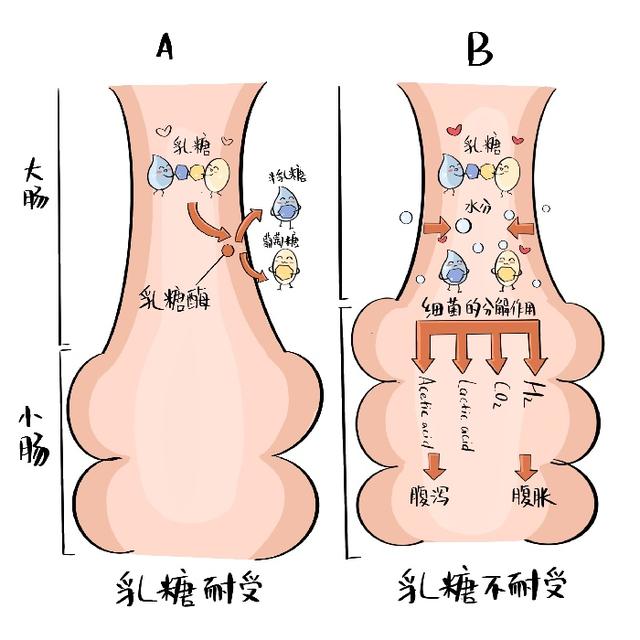 A
B
大肠
乳糖
半乳糖
葡萄糖
乳糖酶
小肠
乳糖耐受
乳糖
水分
细菌的分解作用
Acetic acid
Lactic acid
CO₂
H₂
腹泻
腹胀
乳糖不耐受